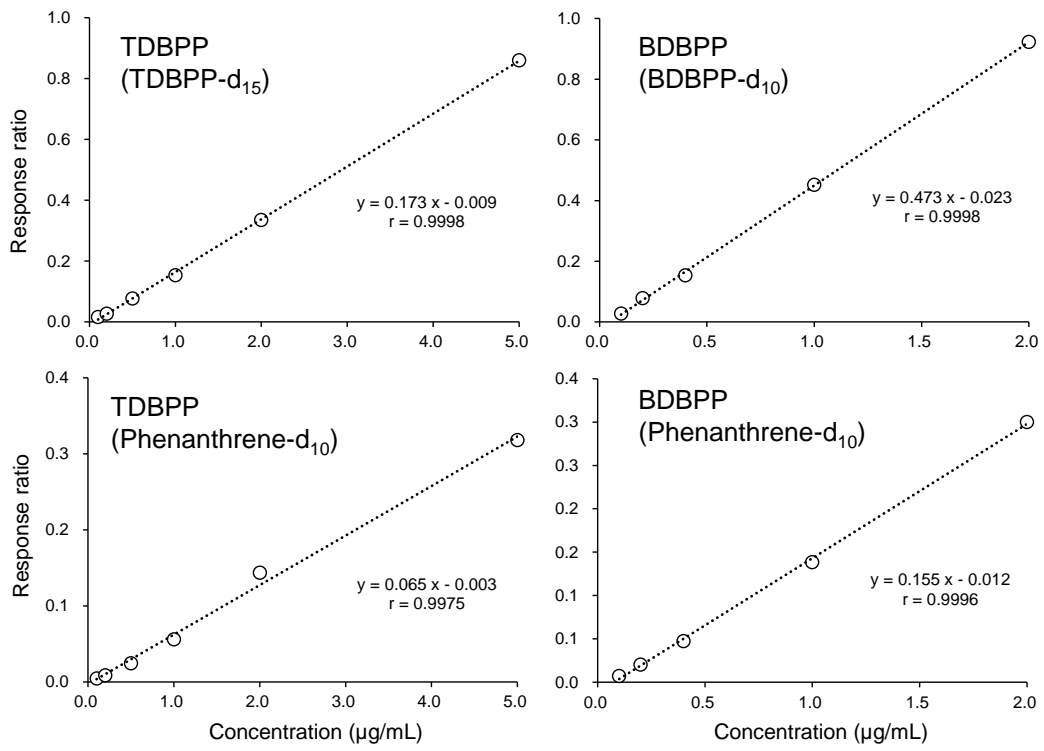 TDBPP
(TDBPP-d₁₅)
Response ratio
1.0
0.8
0.6
0.4
0.2
0.0
y = 0.173 x - 0.009
r = 0.9998
0.0 1.0 2.0 3.0 4.0 5.0
BDBPP
(BDBPP-d₁₀)
1.0
0.8
0.6
0.4
0.2
0.0
y = 0.473 x - 0.023
r = 0.9998
0.0 0.5 1.0 1.5 2.0
TDBPP
(Phenanthrene-d₁₀)
Response ratio
0.4
0.3
0.2
0.1
0.0
y = 0.065 x - 0.003
r = 0.9975
0.0 1.0 2.0 3.0 4.0 5.0
Concentration (µg/mL)
BDBPP
(Phenanthrene-d₁₀)
0.4
0.3
0.3
0.2
0.2
0.1
0.1
0.0
y = 0.155 x - 0.012
r = 0.9996
0.0 0.5 1.0 1.5 2.0
Concentration (µg/mL)